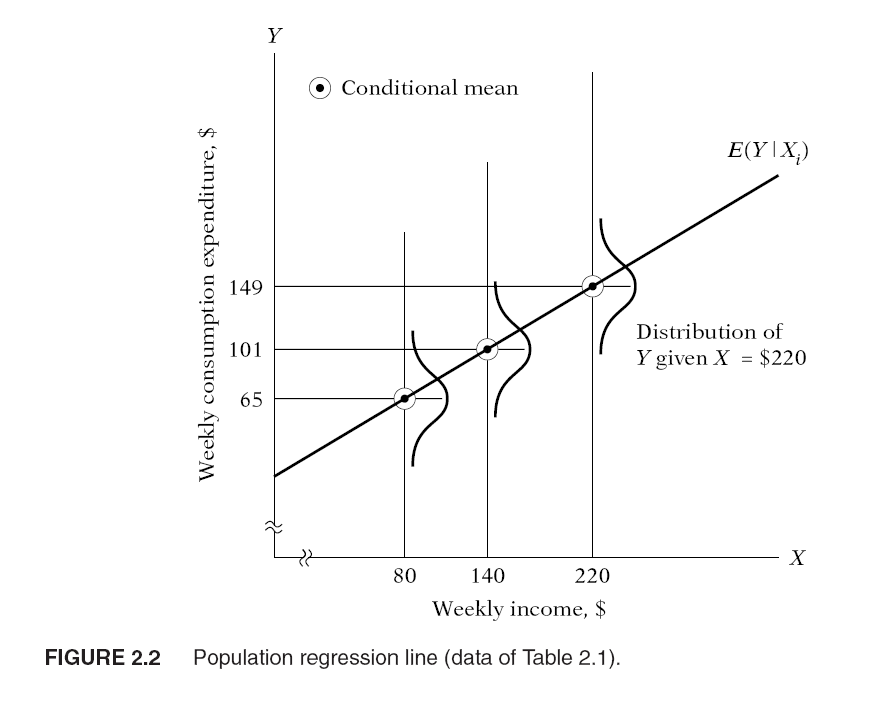 Y
Conditional mean
E(Y | Xi)
Weekly consumption expenditure, $
149
101
65
Distribution of
Y given X = $220
X
80 140 220
Weekly income, $
FIGURE 2.2 Population regression line (data of Table 2.1).